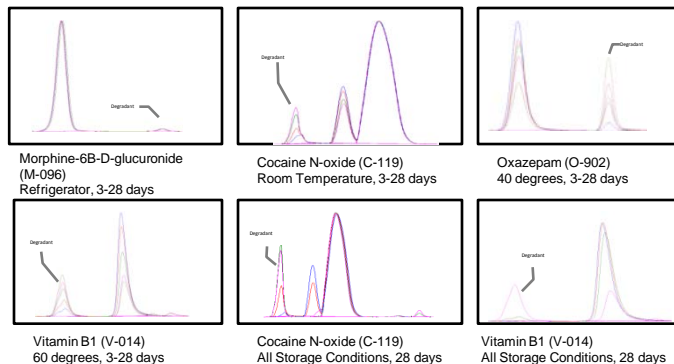 Degradant
Degradant
Degradant
Morphine-6B-D-glucuronide
(M-096)
Refrigerator, 3-28 days
Cocaine N-oxide (C-119)
Room Temperature, 3-28 days
Oxazepam (O-902)
40 degrees, 3-28 days
Degradant
Degradant
Degradant
Vitamin B1 (V-014)
60 degrees, 3-28 days
Cocaine N-oxide (C-119)
All Storage Conditions, 28 days
Vitamin B1 (V-014)
All Storage Conditions, 28 days